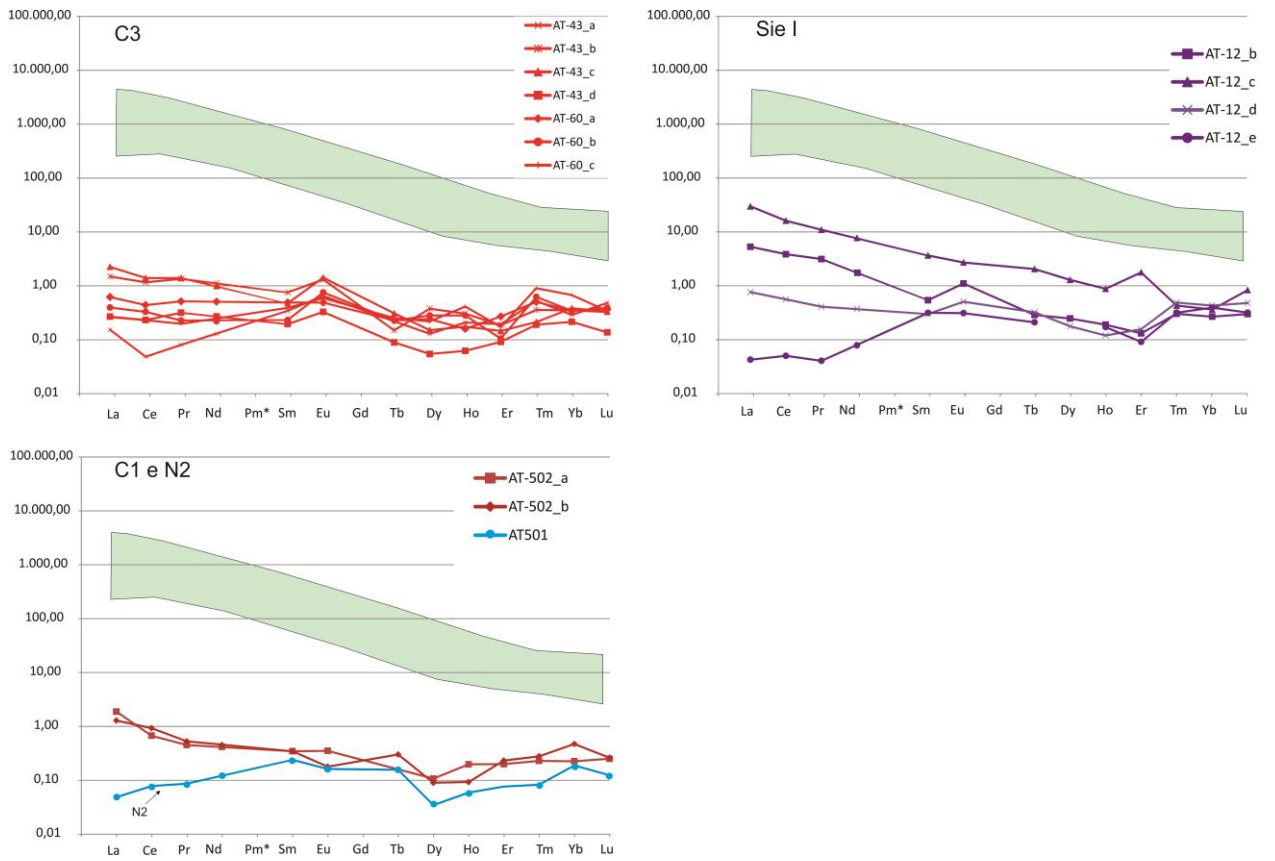 C3
100.000,00
10.000,00
1.000,00
100,00
10,00
1,00
0,10
0,01
La Ce Pr Nd Pm* Sm Eu Gd Tb Dy Ho Er Tm Yb Lu
AT-43_a
AT-43_b
AT-43_c
AT-43_d
AT-60_a
AT-60_b
AT-60_c
Sie I
100.000,00
10.000,00
1.000,00
100,00
10,00
1,00
0,10
0,01
La Ce Pr Nd Pm* Sm Eu Gd Tb Dy Ho Er Tm Yb Lu
AT-12_b
AT-12_c
AT-12_d
AT-12_e
C1 e N2
100.000,00
10.000,00
1.000,00
100,00
10,00
1,00
0,10
0,01
La Ce Pr Nd Pm* Sm Eu Gd Tb Dy Ho Er Tm Yb Lu
AT-502_a
AT-502_b
AT501
N2